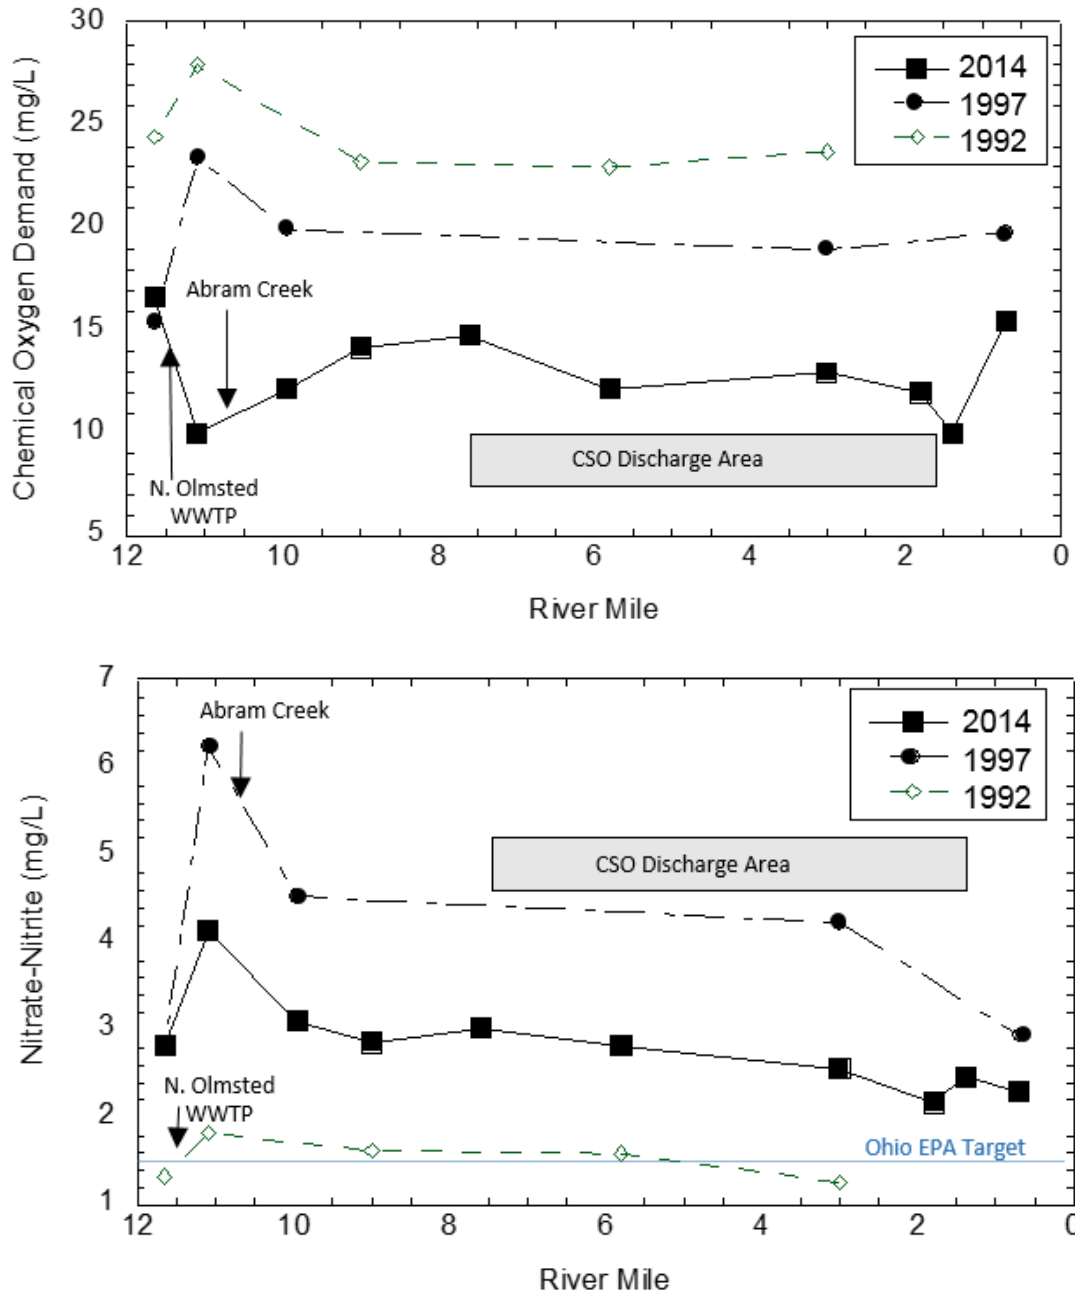 Chemical Oxygen Demand (mg/L)
30
25
20
15
10
5
2014
1997
1992
Abram Creek
N. Olmsted
WWTP
CSO Discharge Area
12
10
8
6
4
2
0
River Mile
Nitrate-Nitrite (mg/L)
7
6
5
4
3
2
1
Abram Creek
2014
1997
1992
CSO Discharge Area
N. Olmsted
WWTP
Ohio EPA Target
12
10
8
6
4
2
0
River Mile